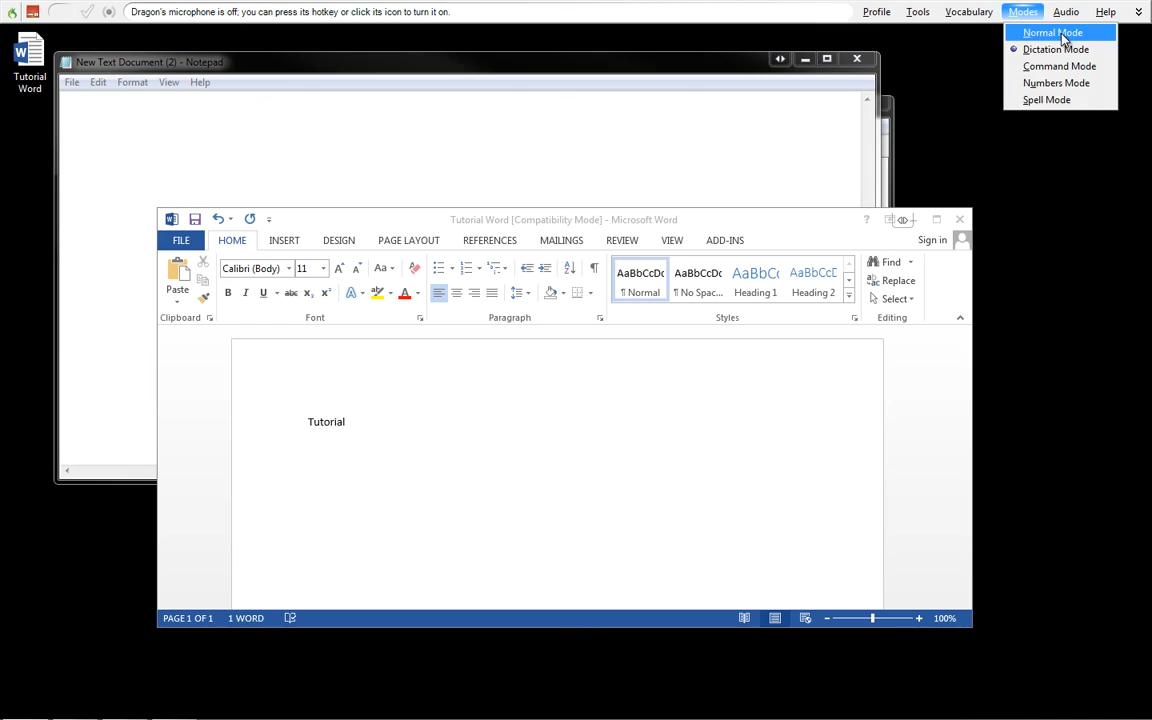 Dragon's microphone is off; you can press its hotkey or click its icon to turn it on.
Profile Tools Vocabulary Modes Audio Help
Normal Mode
Dictation Mode
Command Mode
Numbers Mode
Spell Mode
Tutorial
Word
New Text Document (2) - Notepad
File Edit Format View Help
Tutorial Word [Compatibility Mode] - Microsoft Word
FILE HOME INSERT DESIGN PAGE LAYOUT REFERENCES MAILINGS REVIEW VIEW ADD-INS Sign in
Paste
Calibri (Body) 11
AaBbCcDc AaBbCcDc AaBbCc AaBbCcD
¶ Normal ¶ No Spac... Heading 1 Heading 2
Find
Replace
Select
Clipboard Font Paragraph Styles Editing
Tutorial
PAGE 1 OF 1 1 WORD 100%